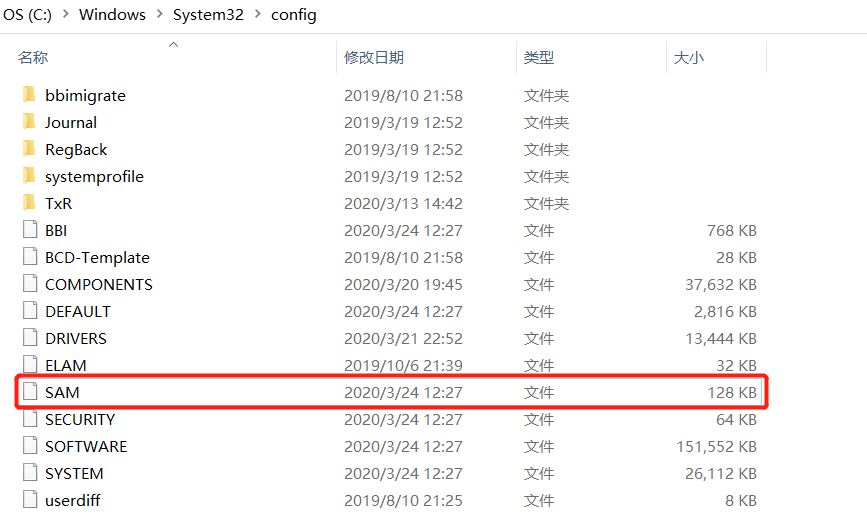 OS (C:) > Windows > System32 > config
名称 修改日期 类型 大小
bbimigrate 2019/8/10 21:58 文件夹
Journal 2019/3/19 12:52 文件夹
RegBack 2019/3/19 12:52 文件夹
systemprofile 2019/3/19 12:52 文件夹
TxR 2020/3/13 14:42 文件夹
BBI 2020/3/24 12:27 文件 768 KB
BCD-Template 2019/8/10 21:58 文件 28 KB
COMPONENTS 2020/3/20 19:45 文件 37,632 KB
DEFAULT 2020/3/24 12:27 文件 2,816 KB
DRIVERS 2020/3/21 22:52 文件 13,444 KB
ELAM 2019/10/6 21:39 文件 32 KB
SAM 2020/3/24 12:27 文件 128 KB
SECURITY 2020/3/24 12:27 文件 64 KB
SOFTWARE 2020/3/24 12:27 文件 151,552 KB
SYSTEM 2020/3/24 12:27 文件 26,112 KB
userdiff 2019/8/10 21:25 文件 8 KB